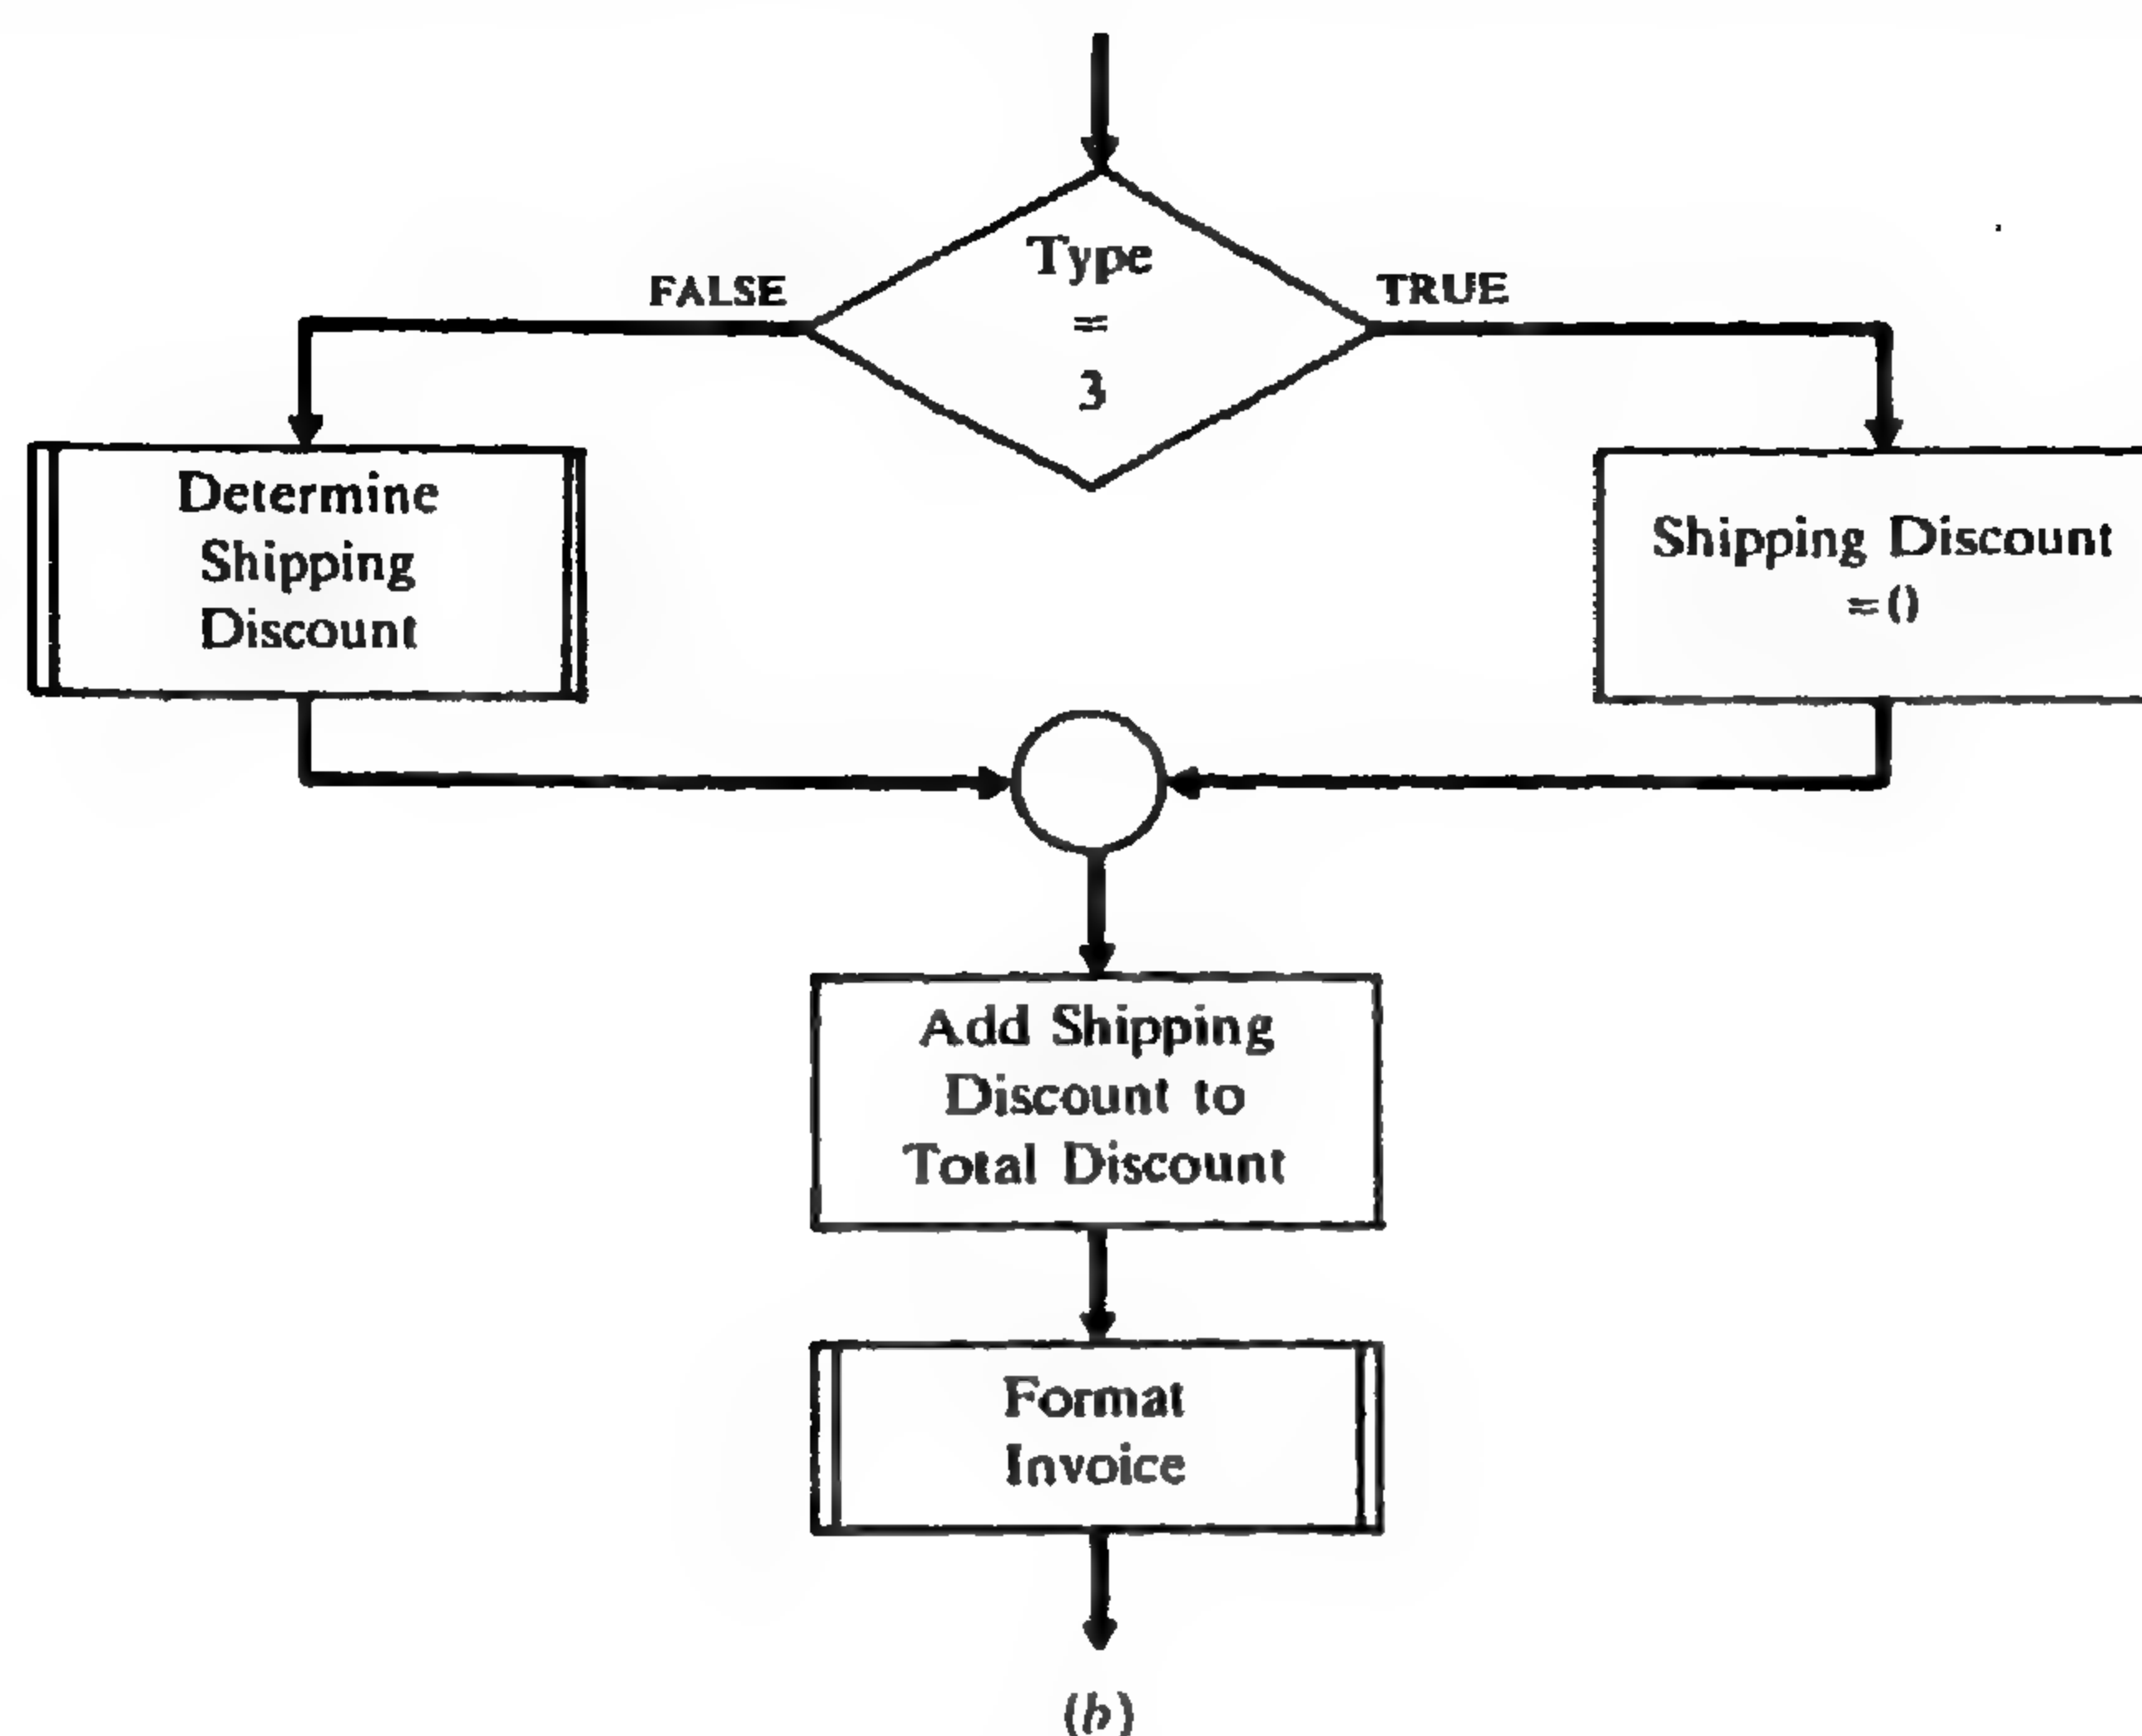 Type
=
3
FALSE
TRUE
Determine
Shipping
Discount
Shipping Discount
=0
Add Shipping
Discount to
Total Discount
Format
Invoice
(b)